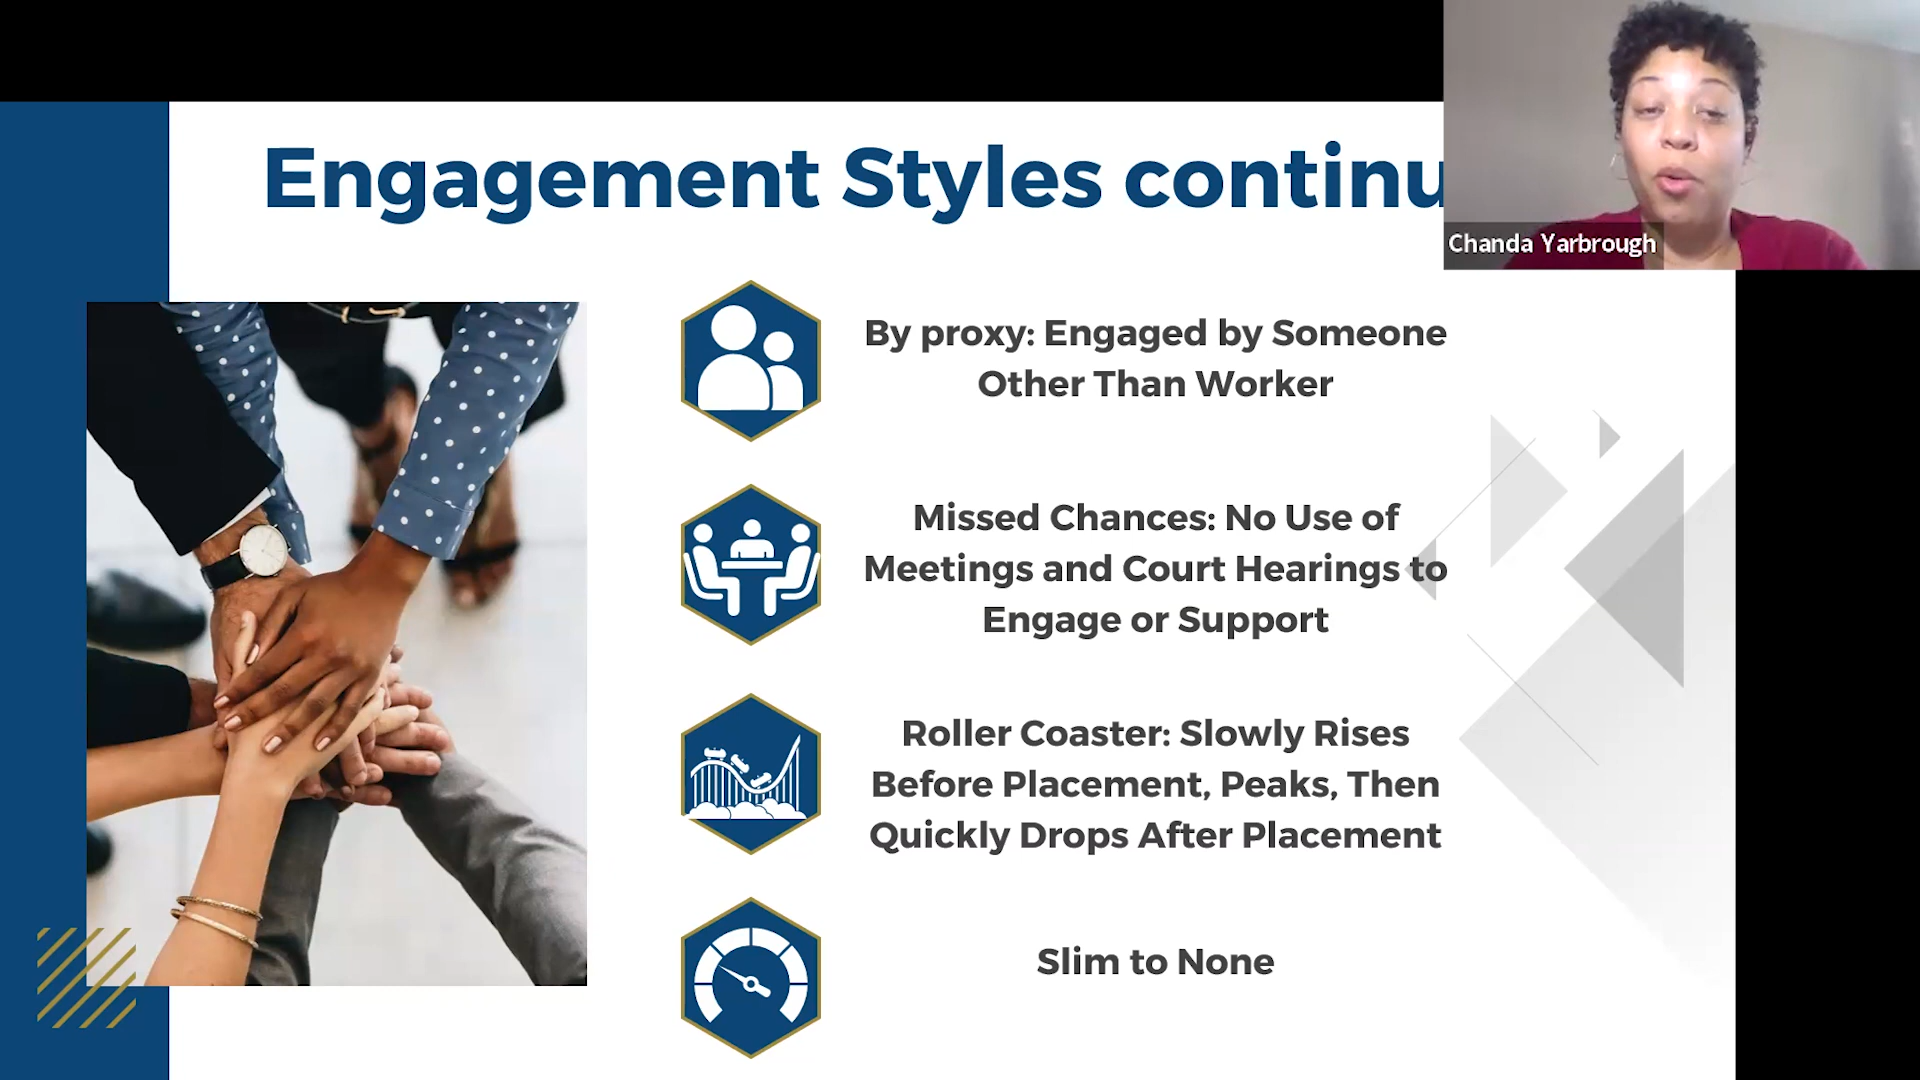 Engagement Styles continu
Chanda Yarbrough
By proxy: Engaged by Someone
Other Than Worker
Missed Chances: No Use of
Meetings and Court Hearings to
Engage or Support
Roller Coaster: Slowly Rises
Before Placement, Peaks, Then
Quickly Drops After Placement
Slim to None